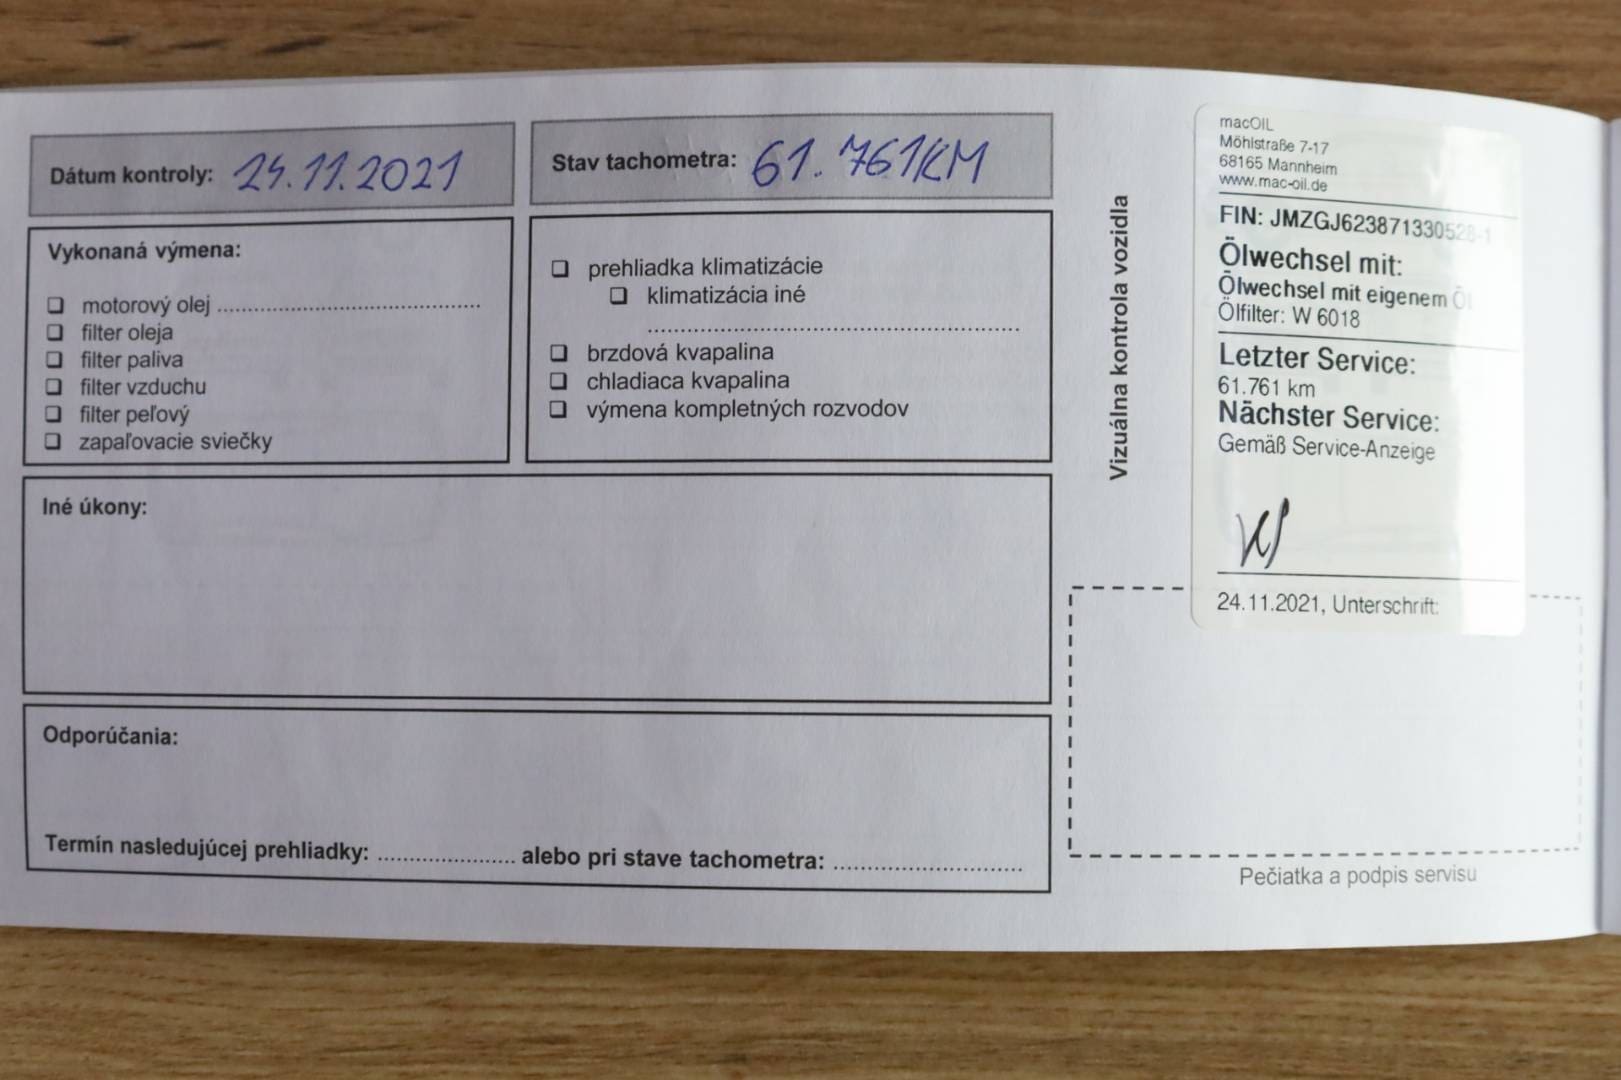 Dátum kontroly: 24.11.2021
Stav tachometra: 61.761KM
Vykonaná výmena:
❑ motorový olej ............................................
❑ filter oleja
❑ filter paliva
❑ filter vzduchu
❑ filter peľový
❑ zapaľovacie sviečky
❑ prehliadka klimatizácie
❑ klimatizácia iné
..............................................................
❑ brzdová kvapalina
❑ chladiaca kvapalina
❑ výmena kompletných rozvodov
Iné úkony:
Odporúčania:
Termín nasledujúcej prehliadky: ...................... alebo pri stave tachometra: ..............................
Vizuálna kontrola vozidla
macOIL
Möhlstraße 7-17
68165 Mannheim
www.mac-oil.de
FIN: JMZGJ623871330528-1
Ölwechsel mit:
Ölwechsel mit eigenem Öl
Ölfilter: W 6018
Letzter Service:
61.761 km
Nächster Service:
Gemäß Service-Anzeige
24.11.2021, Unterschrift:
Pečiatka a podpis servisu